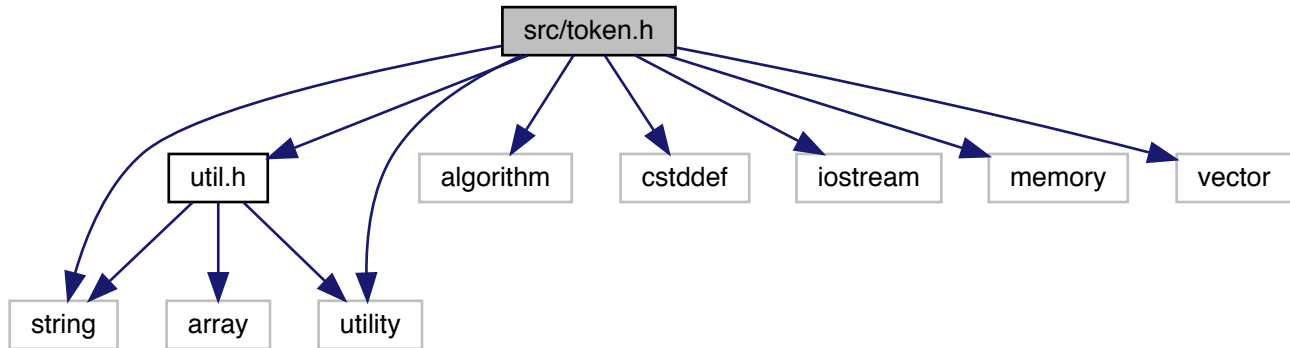 src/token.h
util.h
algorithm
cstddef
iostream
memory
vector
string
array
utility